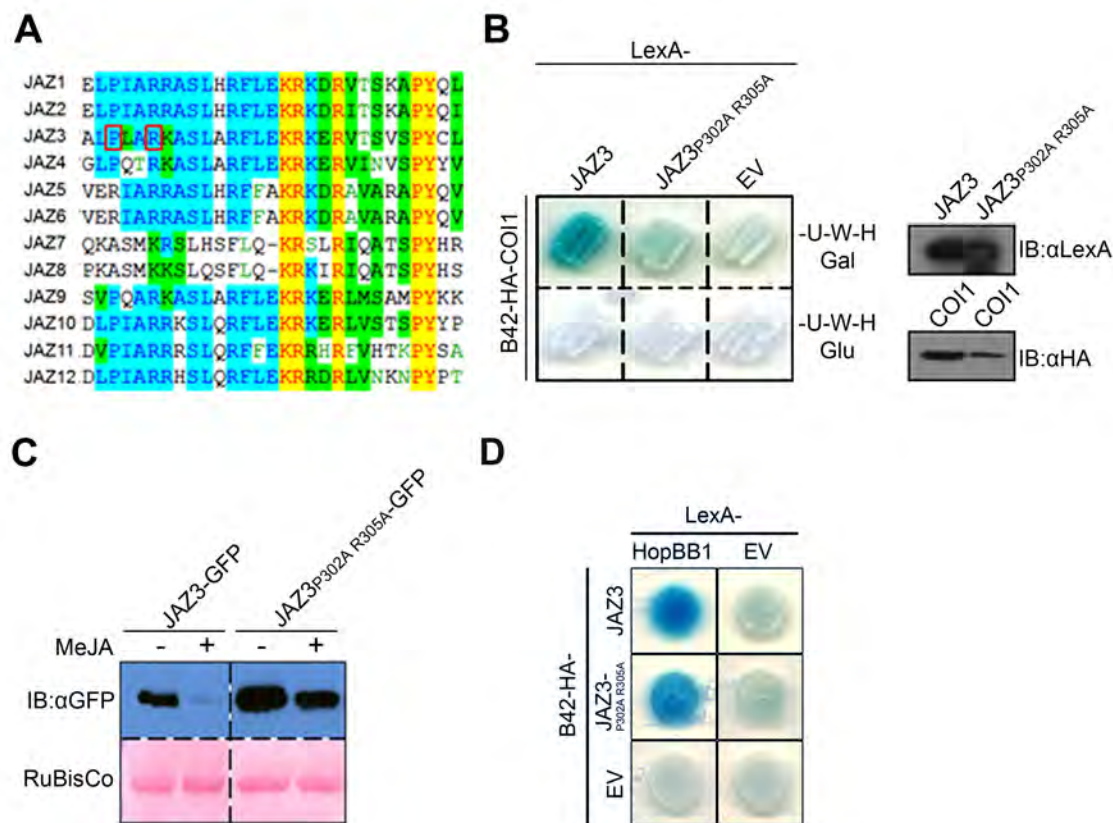 A
JAZ1 ELPIARRASLHRFLEKRKDRVTSKAPYQL
JAZ2 ELPIARRASLHRFLEKRKDRITSKAPYQL
JAZ3 ALPLARKASLARFLEKRKERVTSVSPYCL
JAZ4 GLPQTRKASLARFLEKRKERVINVSPYYV
JAZ5 VERIARRASLHRFFAKRKDRAVARAPYQV
JAZ6 VERIARRASLHRFFAKRKDRAVARAPYQV
JAZ7 QKASMKRSLHSFLQ-KRSLRIQATSPYHR
JAZ8 PKASMKKSLQSFLQ-KRKIRIQATSPYHS
JAZ9 SVPQARKASLARFLEKRKERLMSAMPYKK
JAZ10 DLPIARRKSLQRFLEKRKERLVSTSPYYP
JAZ11 DVPIARRRSLQRFFEKRRHRFVHTKPYSA
JAZ12 DLPIARRHSLQRFLEKRRDRLVNKNPYPT
B
LexA-
JAZ3 JAZ3P302A R305A EV
B42-HA-COI1
-U-W-H
Gal
-U-W-H
Glu
JAZ3 JAZ3P302A R305A
IB:αLexA
COI1 COI1
IB:αHA
C
JAZ3-GFP JAZ3P302A R305A-GFP
MeJA - + - +
IB:αGFP
RuBisCo
D
LexA-
HopBB1 EV
B42-HA-
JAZ3
JAZ3-
P302A R305A
EV